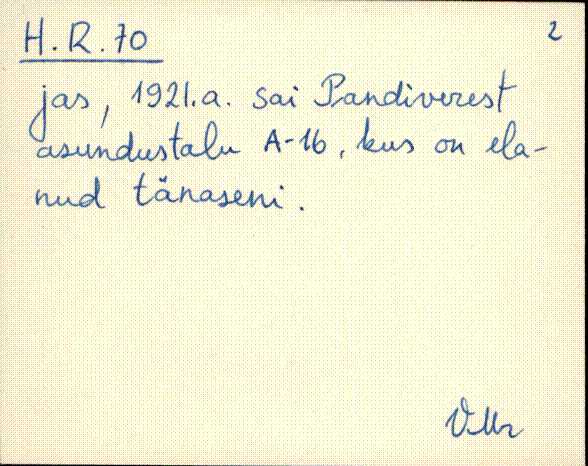 H.R.70
2
jas, 1921.a. sai Pandiverest
asundustalu A-16, kus on ela-
nud tänaseni.